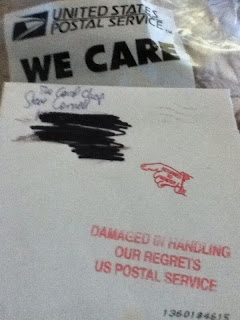 UNITED STATES
POSTAL SERVICE
WE CARE
The Card Chop
Steve Cornell
DAMAGED IN HANDLING
OUR REGRETS
US POSTAL SERVICE
1360184615